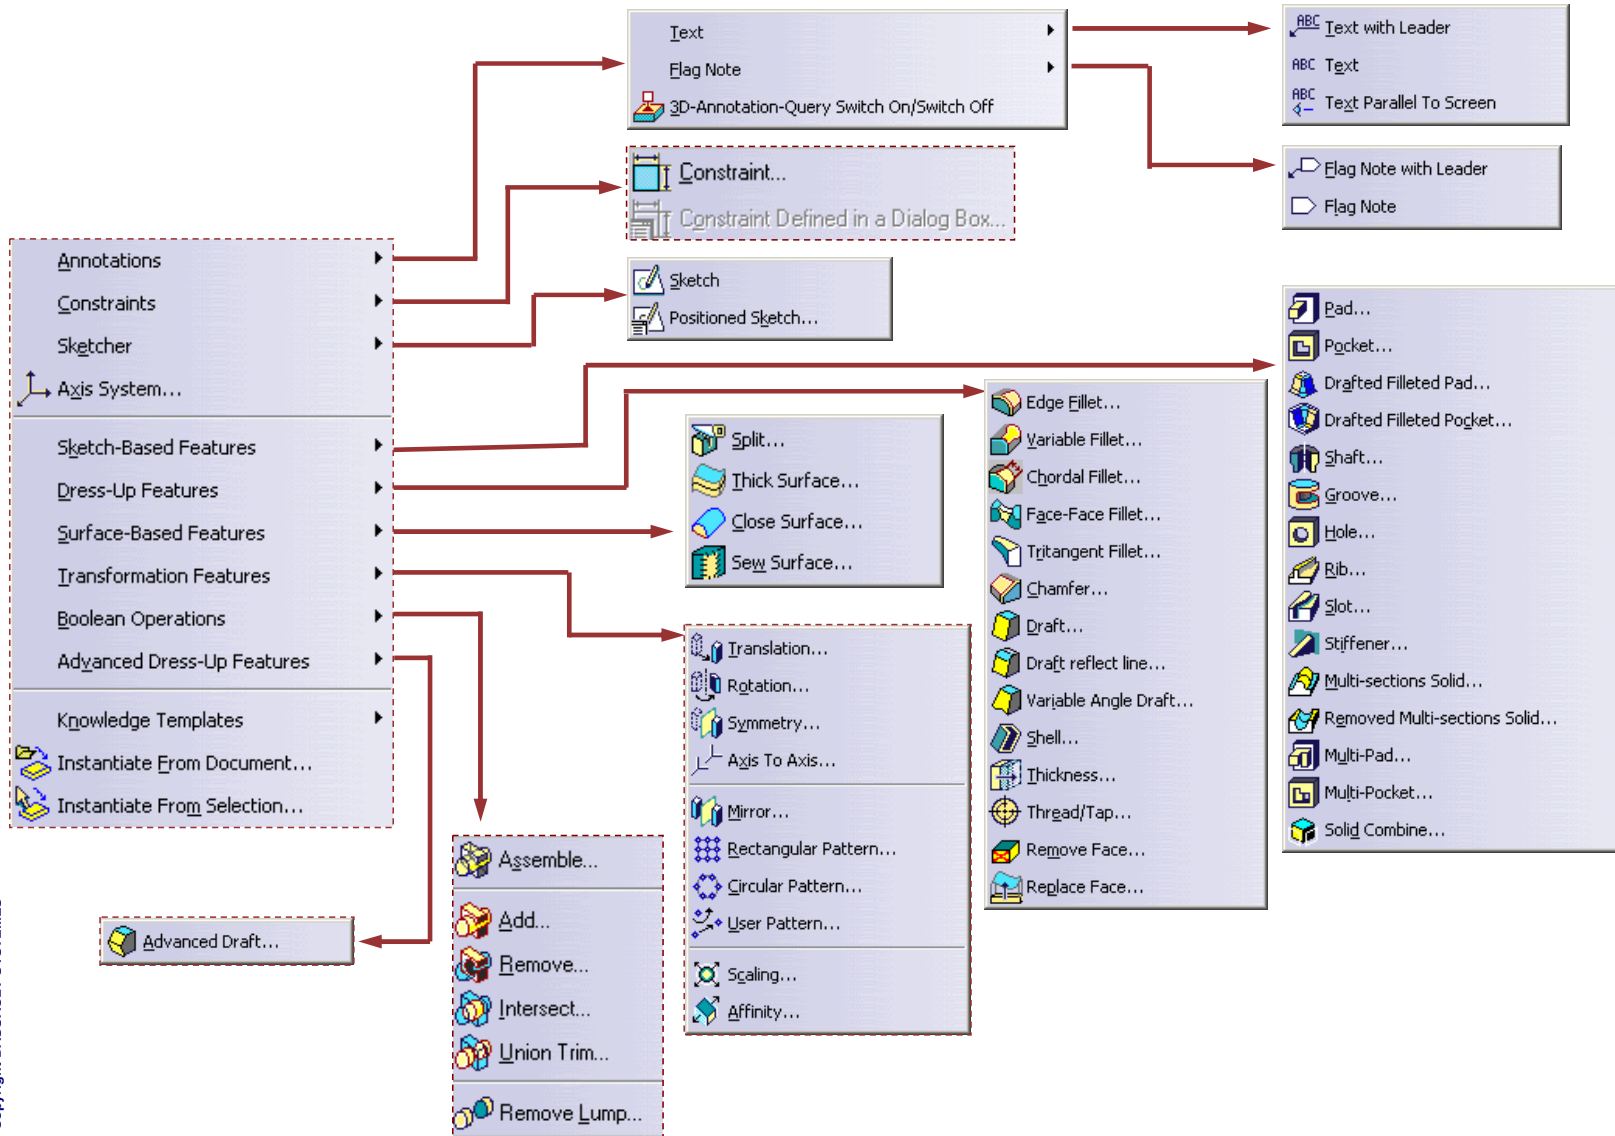 Text
Flag Note
3D-Annotation-Query Switch On/Switch Off
ABC Text with Leader
ABC Text
ABC Text Parallel To Screen
Flag Note with Leader
Flag Note
Constraint...
Constraint Defined in a Dialog Box...
Sketch
Positioned Sketch...
Annotations
Constraints
Sketcher
Axis System...
Sketch-Based Features
Dress-Up Features
Surface-Based Features
Transformation Features
Boolean Operations
Advanced Dress-Up Features
Knowledge Templates
Instantiate From Document...
Instantiate From Selection...
Split...
Thick Surface...
Close Surface...
Sew Surface...
Edge Fillet...
Variable Fillet...
Chordal Fillet...
Face-Face Fillet...
Tritangent Fillet...
Chamfer...
Draft...
Draft reflect line...
Variable Angle Draft...
Shell...
Thickness...
Thread/Tap...
Remove Face...
Replace Face...
Pad...
Pocket...
Drafted Filleted Pad...
Drafted Filleted Pocket...
Shaft...
Groove...
Hole...
Rib...
Slot...
Stiffener...
Multi-sections Solid...
Removed Multi-sections Solid...
Multi-Pad...
Multi-Pocket...
Solid Combine...
Translation...
Rotation...
Symmetry...
Axis To Axis...
Mirror...
Rectangular Pattern...
Circular Pattern...
User Pattern...
Scaling...
Affinity...
Assemble...
Add...
Remove...
Intersect...
Union Trim...
Remove Lump...
Advanced Draft...